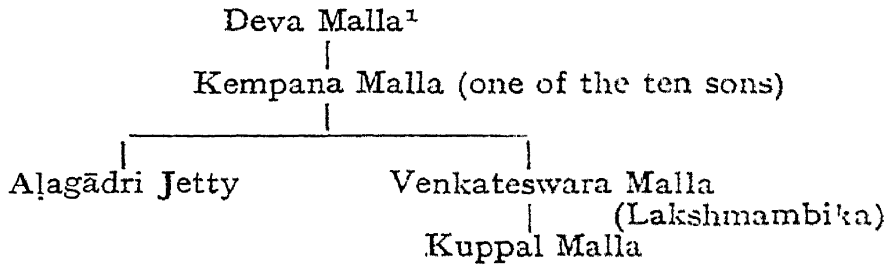 Deva Malla¹
Kempana Malla (one of the ten sons)
Aḷagādri Jetty Venkateswara Malla
(Lakshmambika)
Kuppal Malla